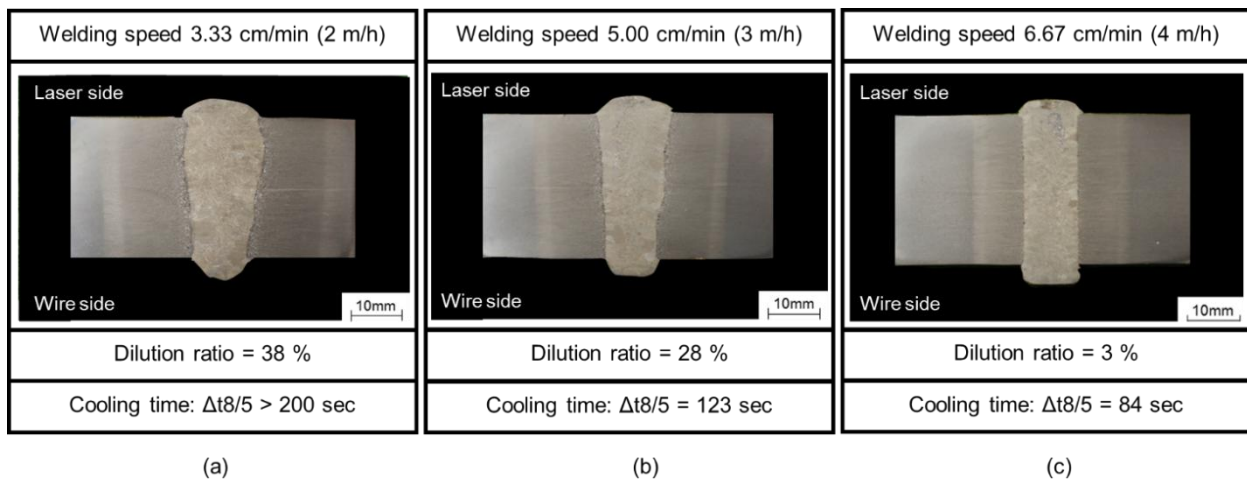 Welding speed 3.33 cm/min (2 m/h)
Laser side
Wire side
10mm
Dilution ratio = 38 %
Cooling time: Δt8/5 > 200 sec
(a)
Welding speed 5.00 cm/min (3 m/h)
Laser side
Wire side
10mm
Dilution ratio = 28 %
Cooling time: Δt8/5 = 123 sec
(b)
Welding speed 6.67 cm/min (4 m/h)
Laser side
Wire side
10mm
Dilution ratio = 3 %
Cooling time: Δt8/5 = 84 sec
(c)